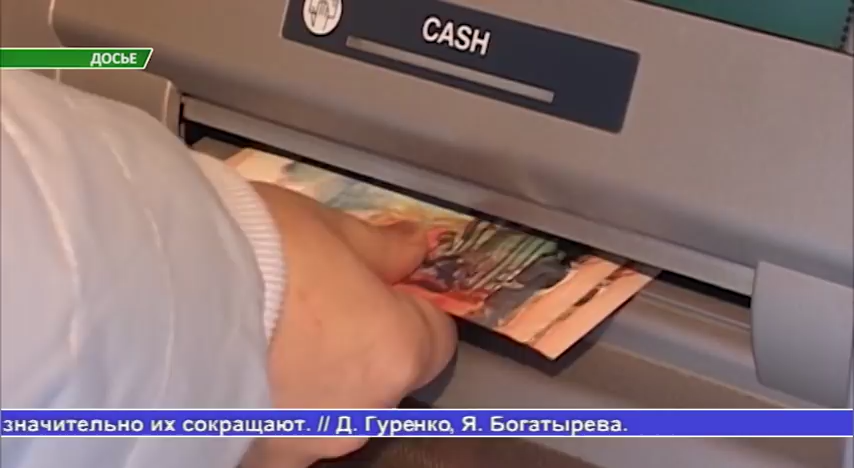 CASH
ДОСЬЕ
значительно их сокращают. // Д. Гуренко, Я. Богатырева.